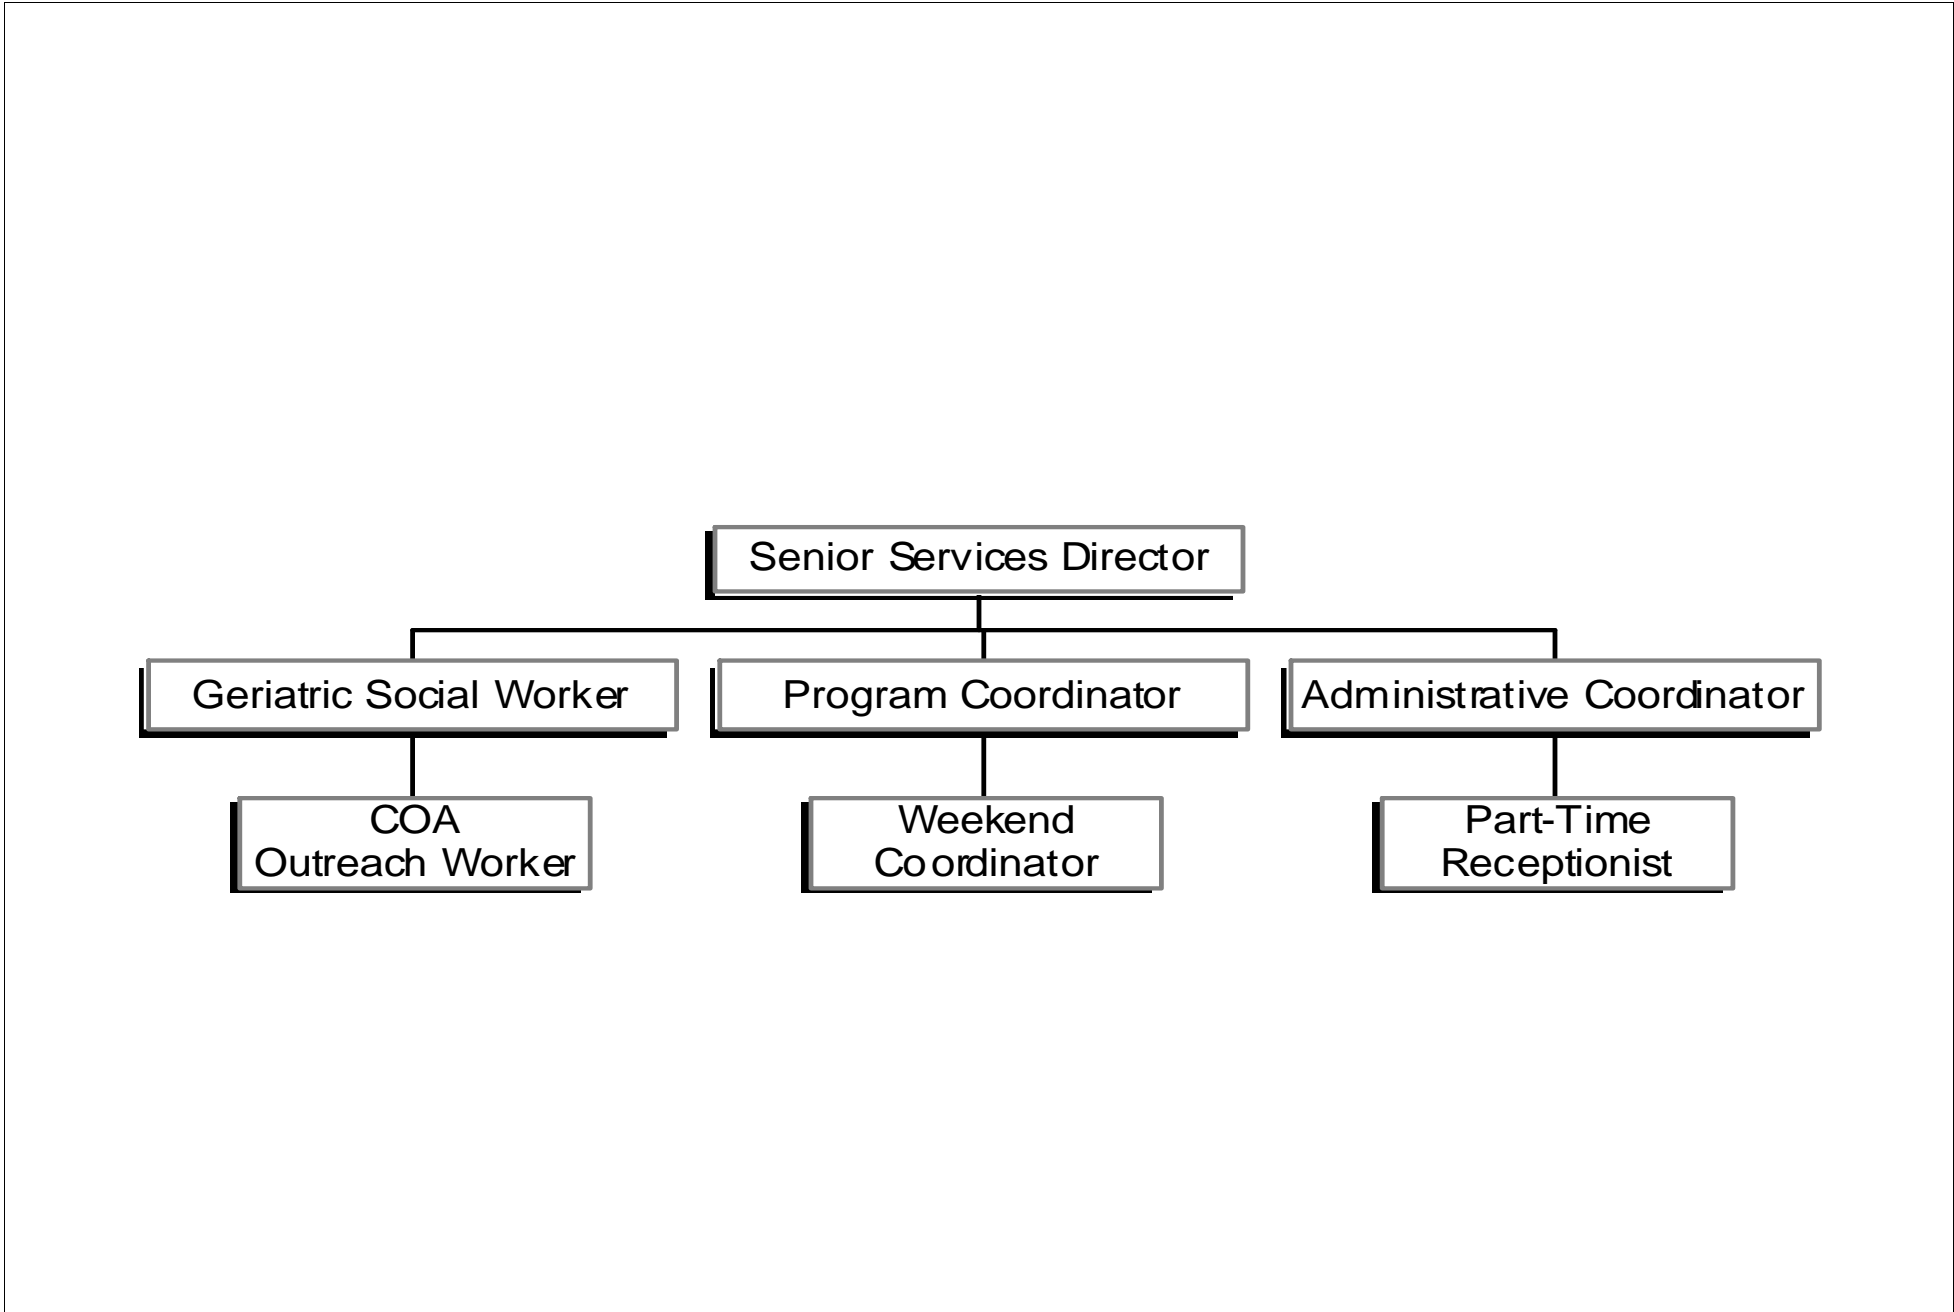 Senior Services Director
Geriatric Social Worker
Program Coordinator
Administrative Coordinator
COA
Outreach Worker
Weekend
Coordinator
Part-Time
Receptionist